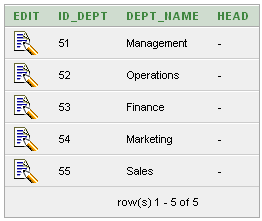 EDIT ID_DEPT DEPT_NAME HEAD
51 Management -
52 Operations -
53 Finance -
54 Marketing -
55 Sales -
row(s) 1 - 5 of 5